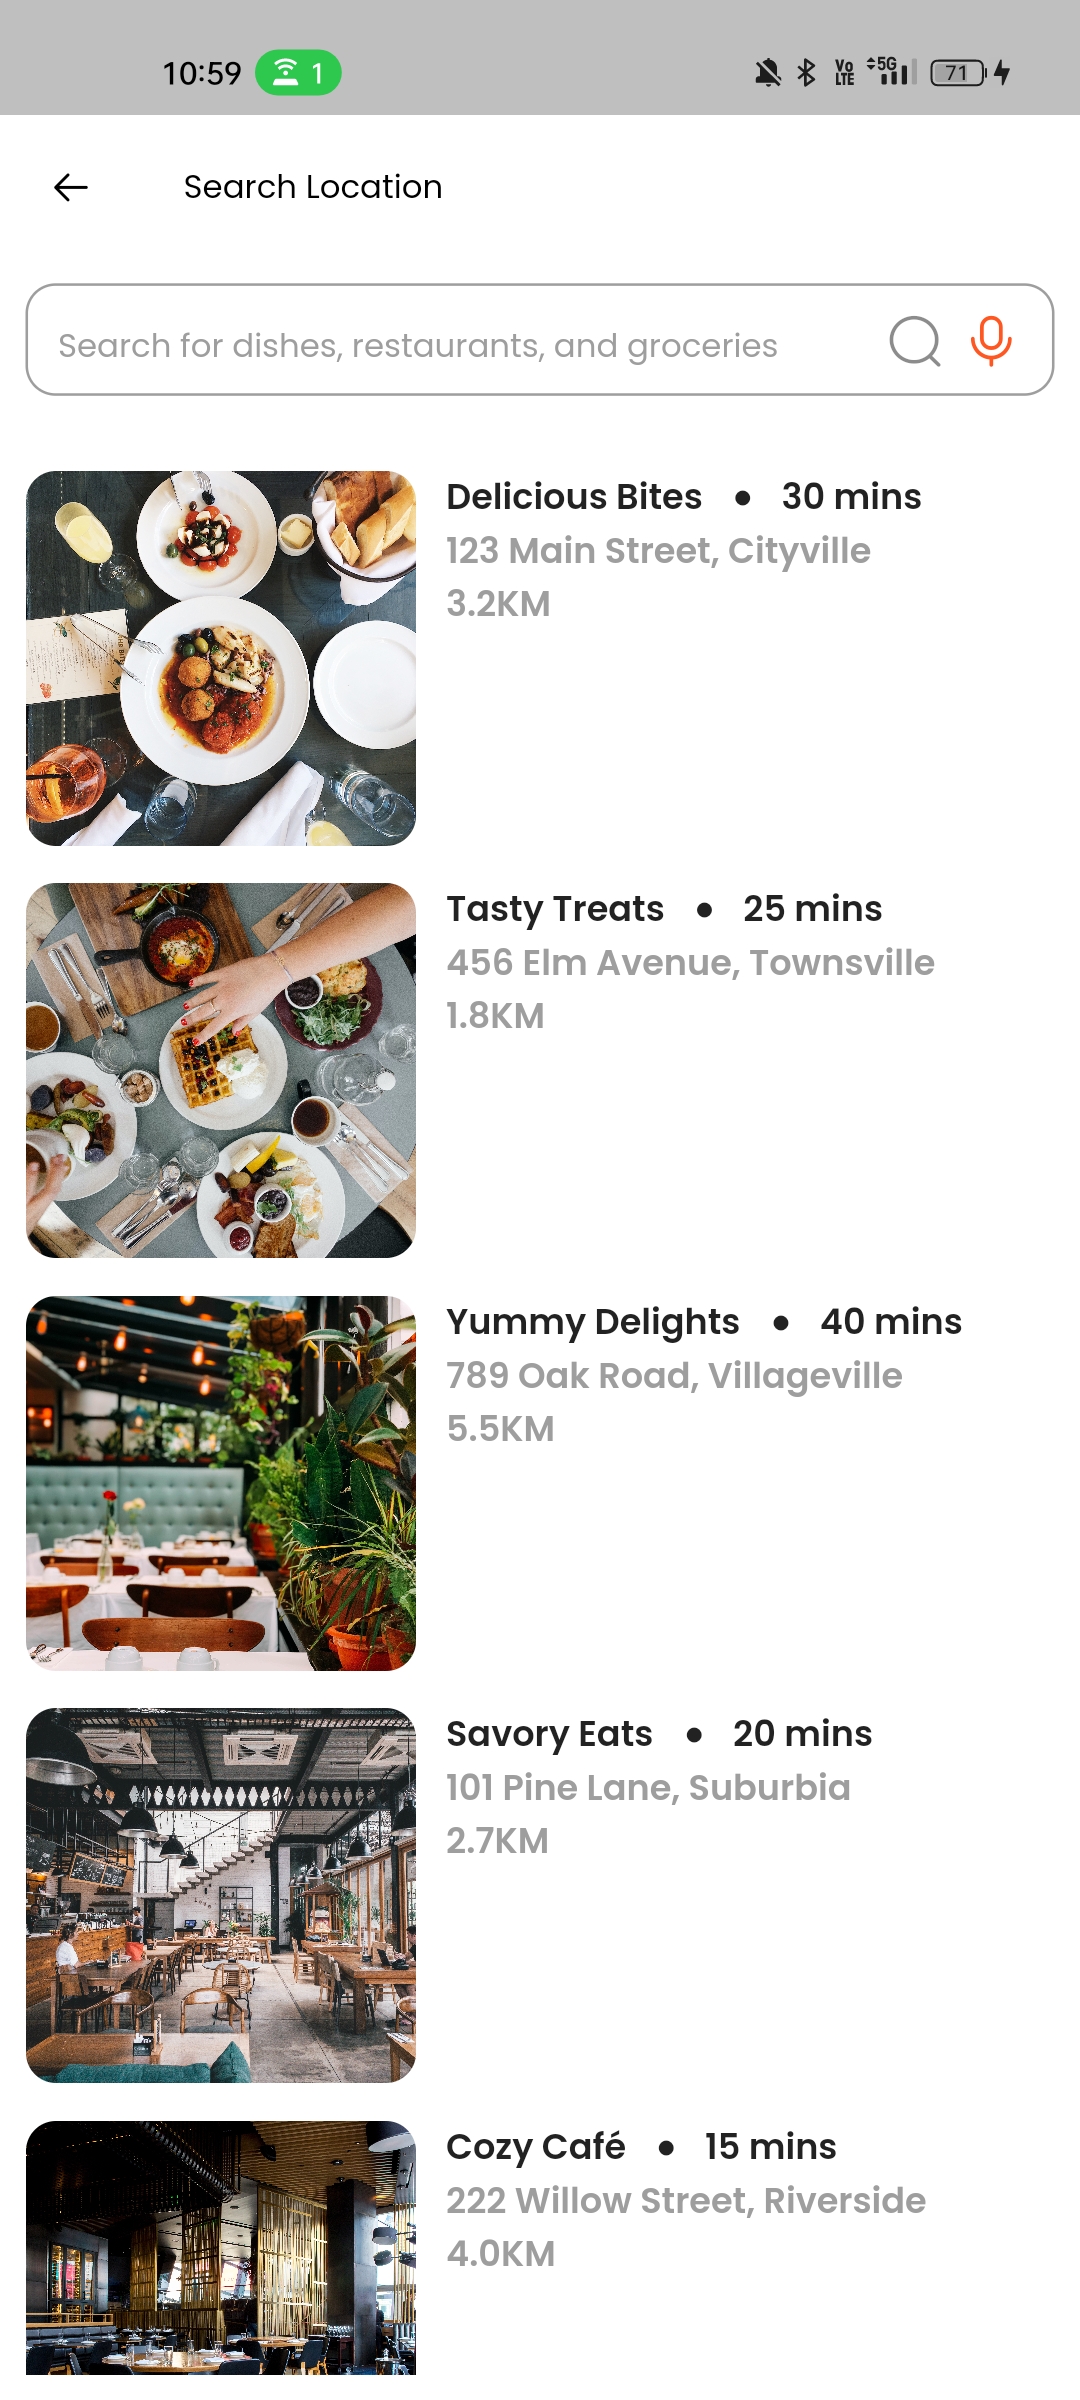 10:59 1 Vo LTE 5G 71
Search Location
Search for dishes, restaurants, and groceries
Delicious Bites • 30 mins
123 Main Street, Cityville
3.2KM
Tasty Treats • 25 mins
456 Elm Avenue, Townsville
1.8KM
Yummy Delights • 40 mins
789 Oak Road, Villageville
5.5KM
Savory Eats • 20 mins
101 Pine Lane, Suburbia
2.7KM
Cozy Café • 15 mins
222 Willow Street, Riverside
4.0KM